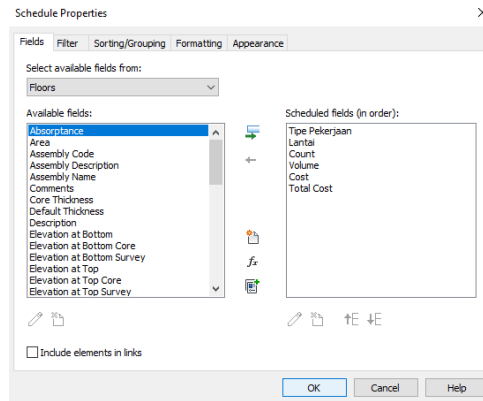 Schedule Properties
Fields Filter Sorting/Grouping Formatting Appearance
Select available fields from:
Floors
Available fields:
Absorptance
Area
Assembly Code
Assembly Description
Assembly Name
Comments
Core Thickness
Default Thickness
Description
Elevation at Bottom
Elevation at Bottom Core
Elevation at Bottom Survey
Elevation at Top
Elevation at Top Core
Elevation at Top Survey
fx
Scheduled fields (in order):
Tipe Pekerjaan
Lantai
Count
Volume
Cost
Total Cost
Include elements in links
OK Cancel Help